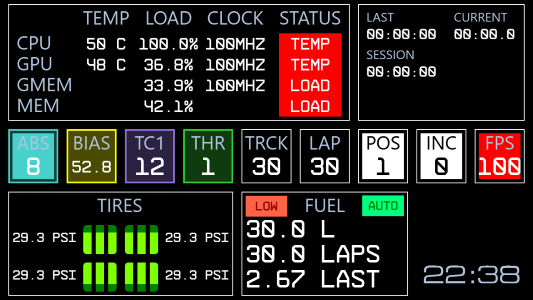 TEMP LOAD CLOCK STATUS
CPU 50 C 100.0% 100MHZ TEMP
GPU 48 C 36.8% 100MHZ TEMP
GMEM 33.9% 100MHZ LOAD
MEM 42.1% LOAD
LAST CURRENT
00:00:00 00:00.0
SESSION
00:00:00
ABS BIAS TC1 THR TRCK LAP POS INC FPS
8 52.8 12 1 30 30 1 0 100
TIRES
29.3 PSI 29.3 PSI
29.3 PSI 29.3 PSI
LOW FUEL AUTO
30.0 L
30.0 LAPS
2.67 LAST
22:38